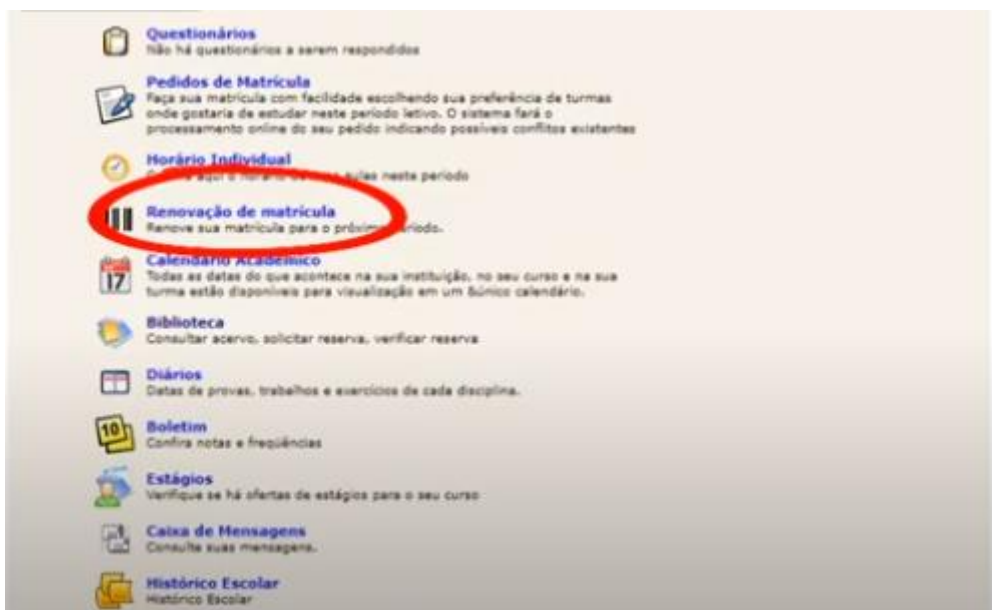 Questionários
Não há questionários a serem respondidos
Pedidos de Matrícula
Faça sua matrícula com facilidade escolhendo sua preferência de turmas
onde gostaria de estudar neste período letivo. O sistema fará o
processamento online do seu pedido indicando possíveis conflitos existentes
Horário Individual
aqui o horário aulas neste período
Renovação de matrícula
Renove sua matrícula para o próximo período.
Calendário Acadêmico
17
Todas as datas do que acontece na sua instituição, no seu curso e na sua
turma estão disponíveis para visualização em um &único calendário.
Biblioteca
Consultar acervo, solicitar reserva, verificar reserva
Diários
Datas de provas, trabalhos e exercícios de cada disciplina.
10
Boletim
Confira notas e freqüências
Estágios
Verifique se há ofertas de estágios para o seu curso
Caixa de Mensagens
Consulte suas mensagens.
Histórico Escolar
Histórico Escolar